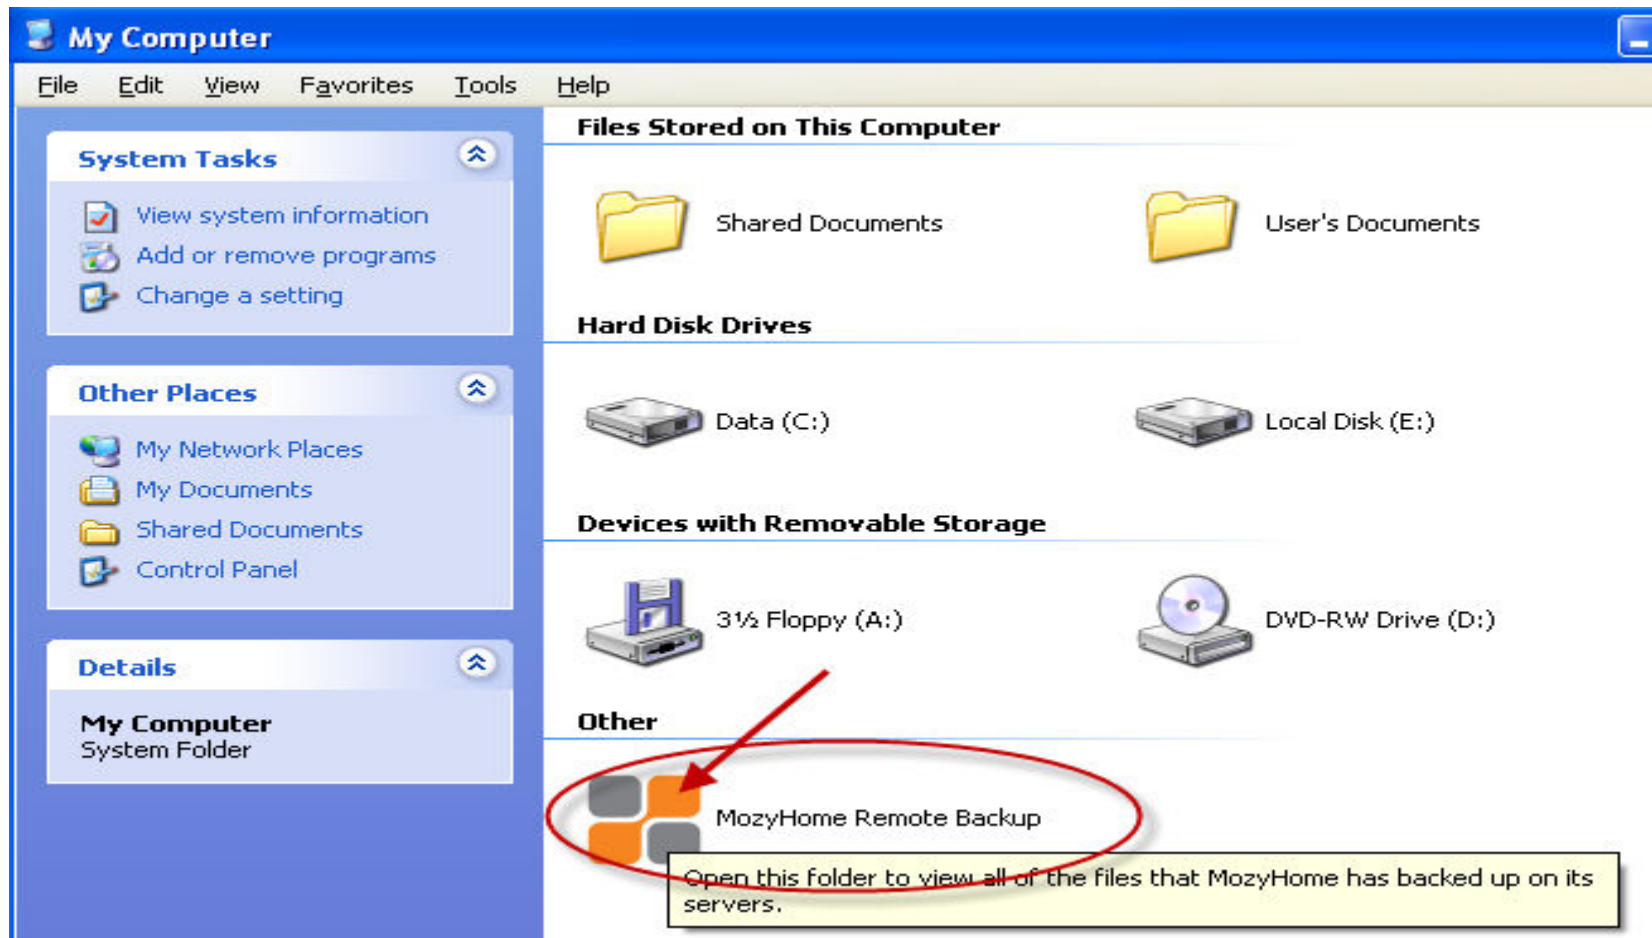 My Computer
File Edit View Favorites Tools Help
System Tasks
View system information
Add or remove programs
Change a setting
Other Places
My Network Places
My Documents
Shared Documents
Control Panel
Details
My Computer
System Folder
Files Stored on This Computer
Shared Documents User's Documents
Hard Disk Drives
Data (C:) Local Disk (E:)
Devices with Removable Storage
3½ Floppy (A:) DVD-RW Drive (D:)
Other
MozyHome Remote Backup
Open this folder to view all of the files that MozyHome has backed up on its
servers.